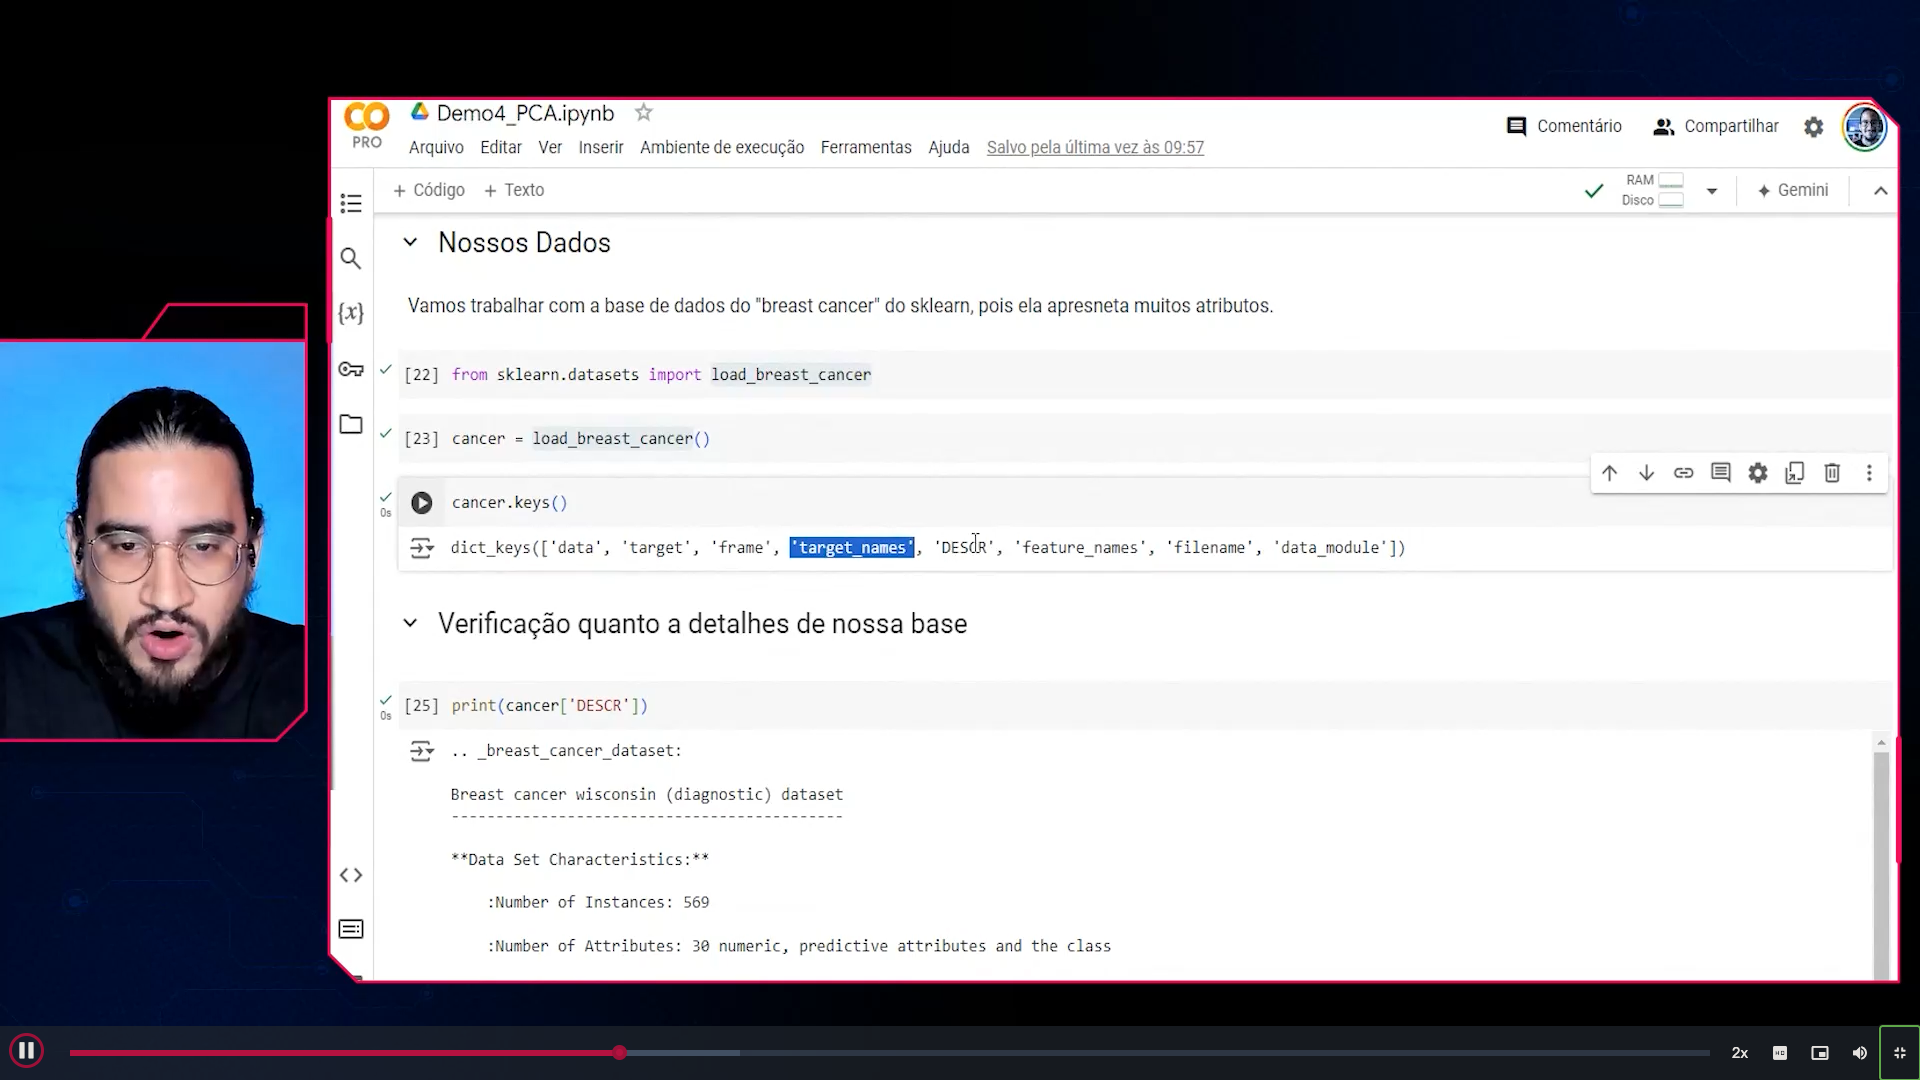 CO
PRO
Demo4_PCA.ipynb
Comentário
Compartilhar
Arquivo Editar Ver Inserir Ambiente de execução Ferramentas Ajuda Salvo pela última vez às 09:57
+ Código + Texto
RAM
Disco
Gemini
Nossos Dados
Vamos trabalhar com a base de dados do "breast cancer" do sklearn, pois ela apresneta muitos atributos.
{x}
[22] from sklearn.datasets import load_breast_cancer
[23] cancer = load_breast_cancer()
0s
cancer.keys()
dict_keys(['data', 'target', 'frame', 'target_names', 'DESCR', 'feature_names', 'filename', 'data_module'])
Verificação quanto a detalhes de nossa base
0s
[25] print(cancer['DESCR'])
.. _breast_cancer_dataset:
Breast cancer wisconsin (diagnostic) dataset
--------------------------------------------
**Data Set Characteristics:**
:Number of Instances: 569
:Number of Attributes: 30 numeric, predictive attributes and the class
2x
HD